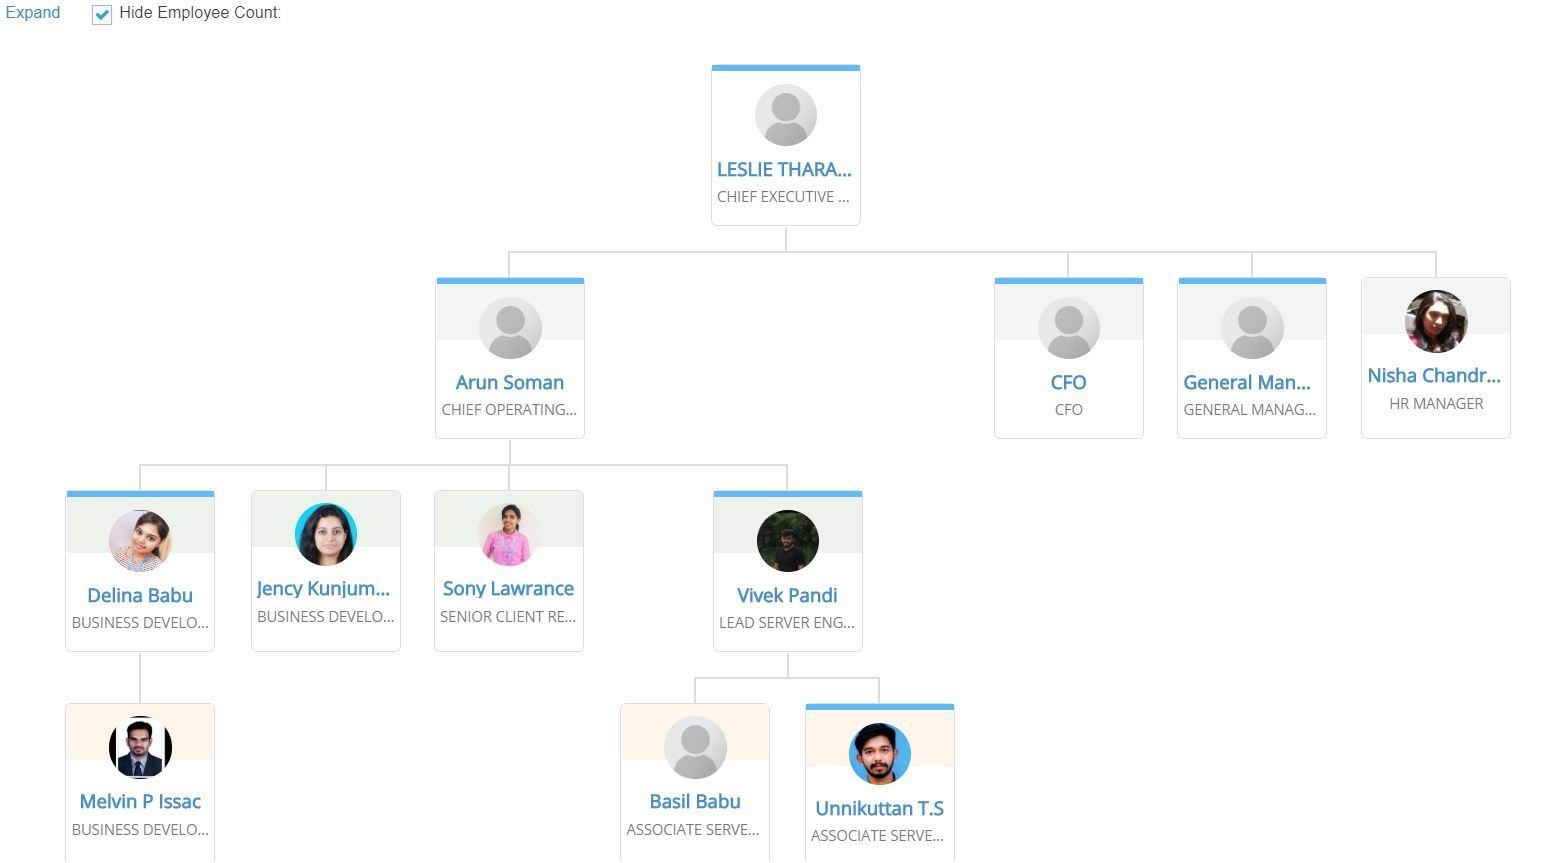 Expand Hide Employee Count:
LESLIE THARA...
CHIEF EXECUTIVE ...
Arun Soman
CHIEF OPERATING...
CFO
CFO
General Man...
GENERAL MANAG...
Nisha Chandr...
HR MANAGER
Delina Babu
BUSINESS DEVELO...
Jency Kunjum...
BUSINESS DEVELO...
Sony Lawrance
SENIOR CLIENT RE...
Vivek Pandi
LEAD SERVER ENG...
Melvin P Issac
BUSINESS DEVELO...
Basil Babu
ASSOCIATE SERVE...
Unnikuttan T.S
ASSOCIATE SERVE...